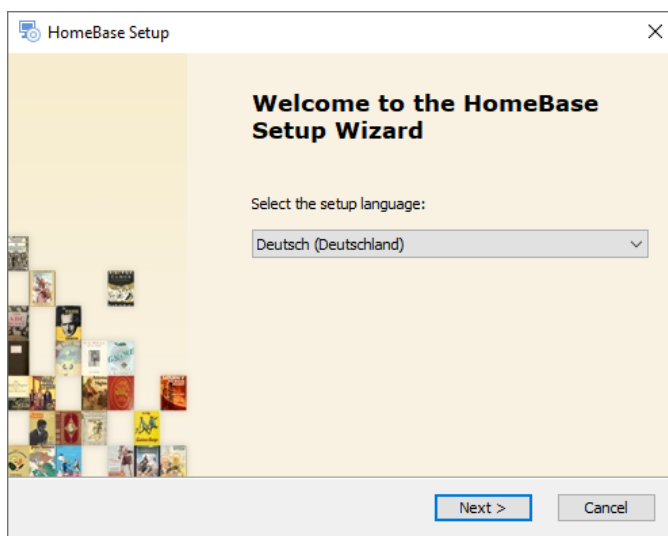 HomeBase Setup
Welcome to the HomeBase
Setup Wizard
Select the setup language:
Deutsch (Deutschland)
Next >
Cancel